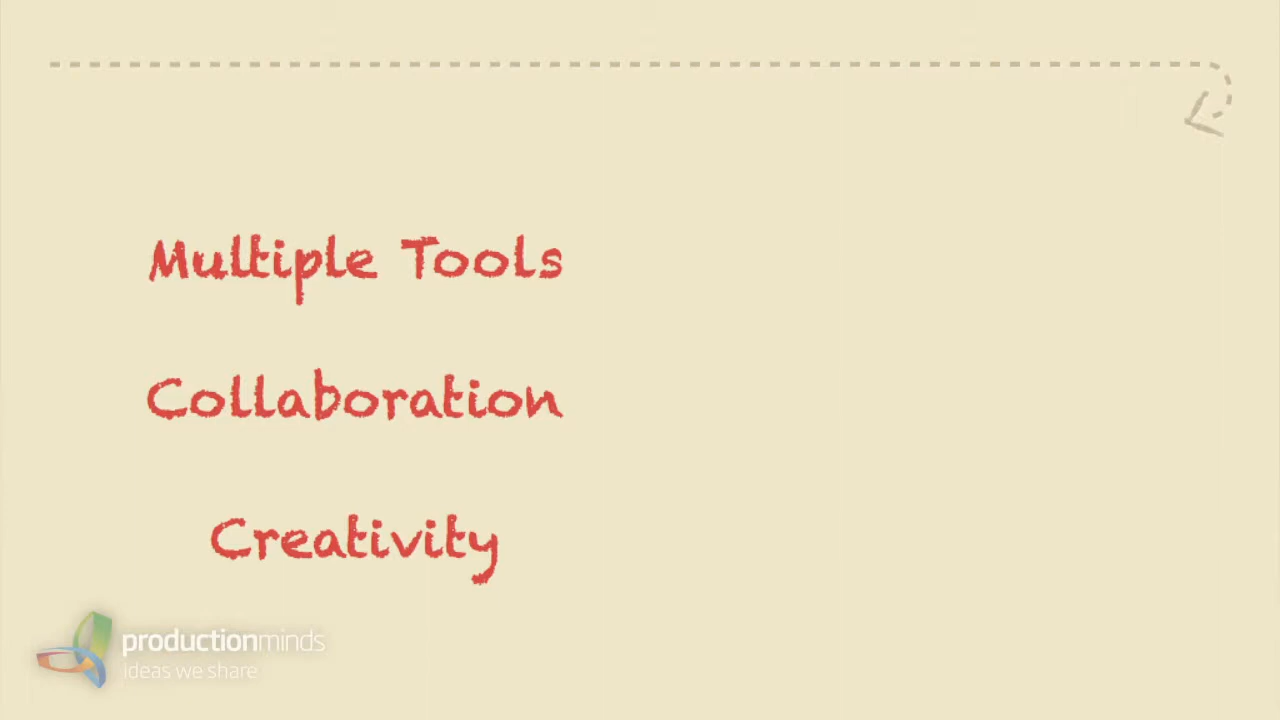 Multiple Tools
Collaboration
Creativity
productionminds
ideas we share